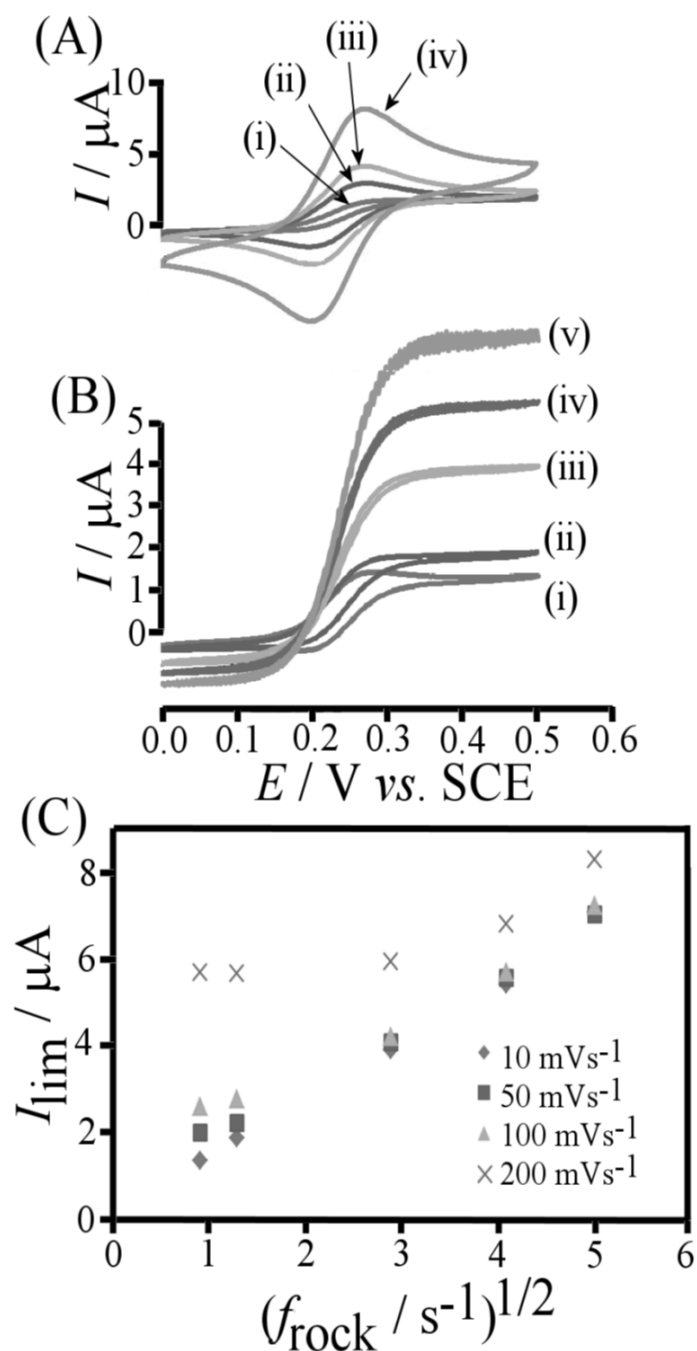 (A)
(iii)
(ii)
(iv)
(i)
10
5
0
I / μA
(B)
(v)
(iv)
(iii)
(ii)
(i)
5
4
3
2
1
0
I / μA
0.0 0.1 0.2 0.3 0.4 0.5 0.6
E / V vs. SCE
(C)
8
6
4
2
0
Ilim / μA
10 mVs-1
50 mVs-1
100 mVs-1
200 mVs-1
0 1 2 3 4 5 6
(frock / s-1)1/2